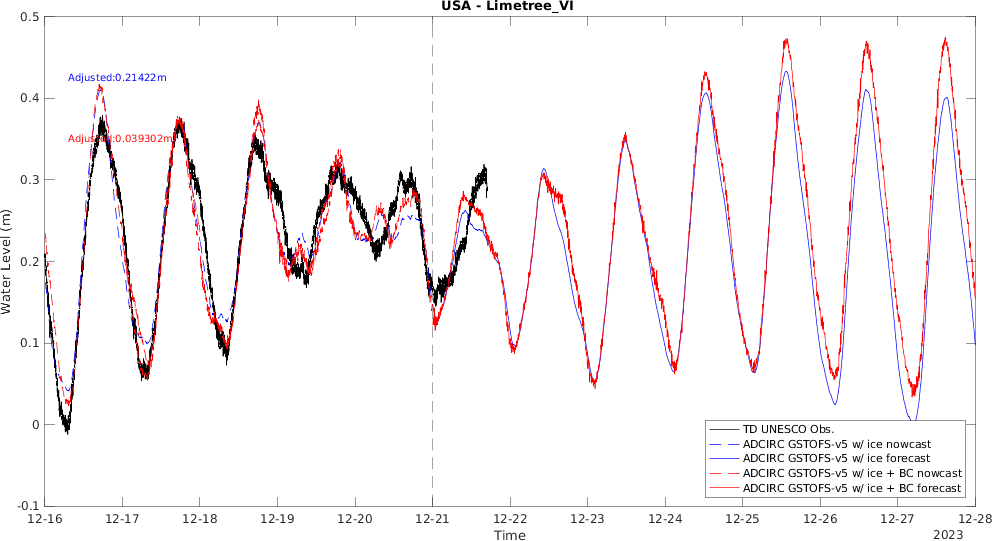 USA - Limetree_VI
0.5
0.4
0.3
0.2
0.1
0
-0.1
Water Level (m)
Adjusted:0.21422m
Adjusted:0.039302m
TD UNESCO Obs.
ADCIRC GSTOFS-v5 w/ ice nowcast
ADCIRC GSTOFS-v5 w/ ice forecast
ADCIRC GSTOFS-v5 w/ ice + BC nowcast
ADCIRC GSTOFS-v5 w/ ice + BC forecast
12-16 12-17 12-18 12-19 12-20 12-21 12-22 12-23 12-24 12-25 12-26 12-27 12-28
Time
2023